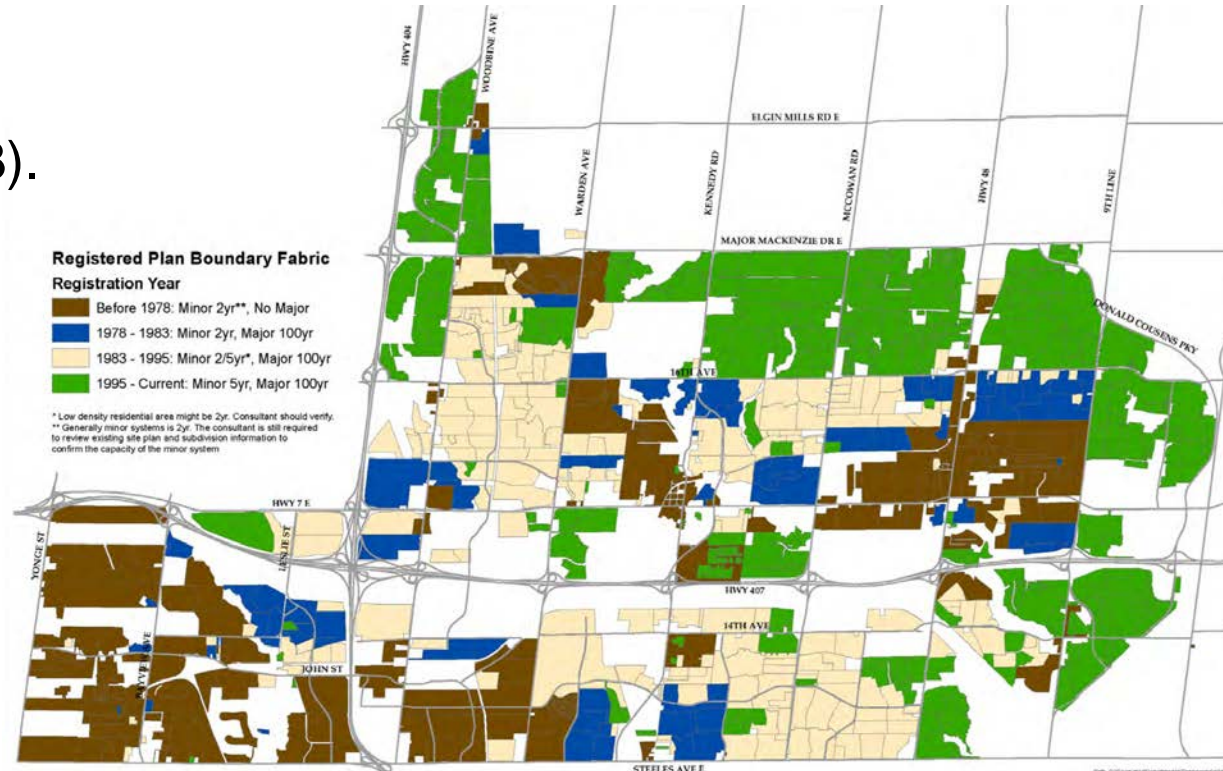 3).
HWY 404
WOODBINE AVE
ELGIN MILLS RD E
WARDEN AVE
KENNEDY RD
MCCOWAN RD
HWY 48
9TH LINE
MAJOR MACKENZIE DR E
DONALD COUSENS PKY
Registered Plan Boundary Fabric
Registration Year
Before 1978: Minor 2yr**, No Major
1978 - 1983: Minor 2yr, Major 100yr
1983 - 1995: Minor 2/5yr*, Major 100yr
1995 - Current: Minor 5yr, Major 100yr
* Low density residential area might be 2yr. Consultant should verify.
** Generally minor systems is 2yr. The consultant is still required
to review existing site plan and subdivision information to
confirm the capacity of the minor system
16TH AVE
HWY 7 E
YONGE ST
LESLIE ST
HWY 407
14TH AVE
JOHN ST
STEELES AVE E